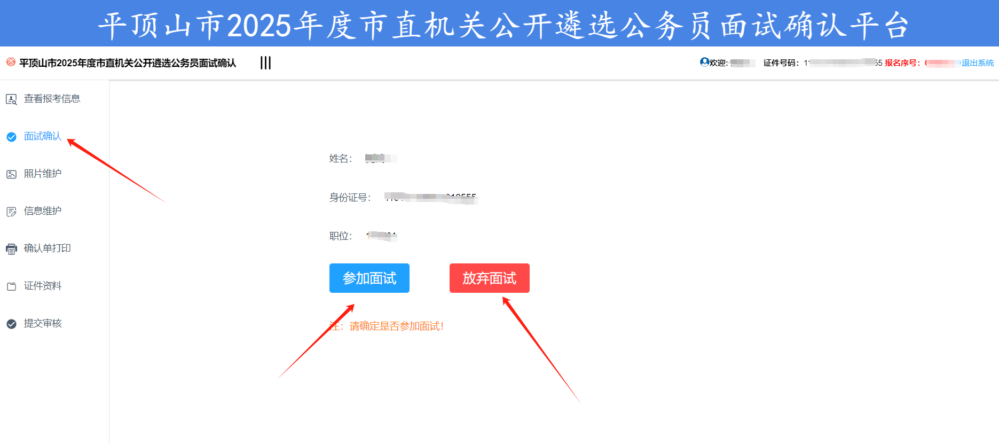 平顶山市2025年度市直机关公开遴选公务员面试确认平台
平顶山市2025年度市直机关公开遴选公务员面试确认
欢迎: 证件号码: 11 55 报名序号: 退出系统
查看报考信息
面试确认
照片维护
信息维护
确认单打印
证件资料
提交审核
姓名：
身份证号：
职位：
参加面试 放弃面试
注：请确定是否参加面试！